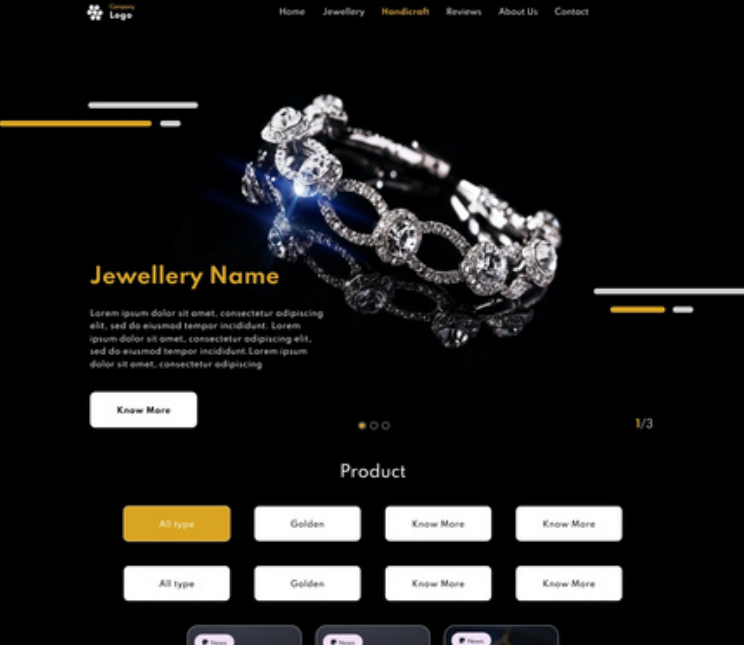 Company
Logo
Home Jewellery Handicraft Reviews About Us Contact
Jewellery Name
Lorem ipsum dolor sit amet, consectetur adipiscing
elit, sed do eiusmod tempor incididunt. Lorem
ipsum dolor sit amet, consectetur adipiscing elit,
sed do eiusmod tempor incididunt.Lorem ipsum
dolor sit amet, consectetur adipiscing
Know More
1/3
Product
All type Golden Know More Know More
All type Golden Know More Know More
News News News